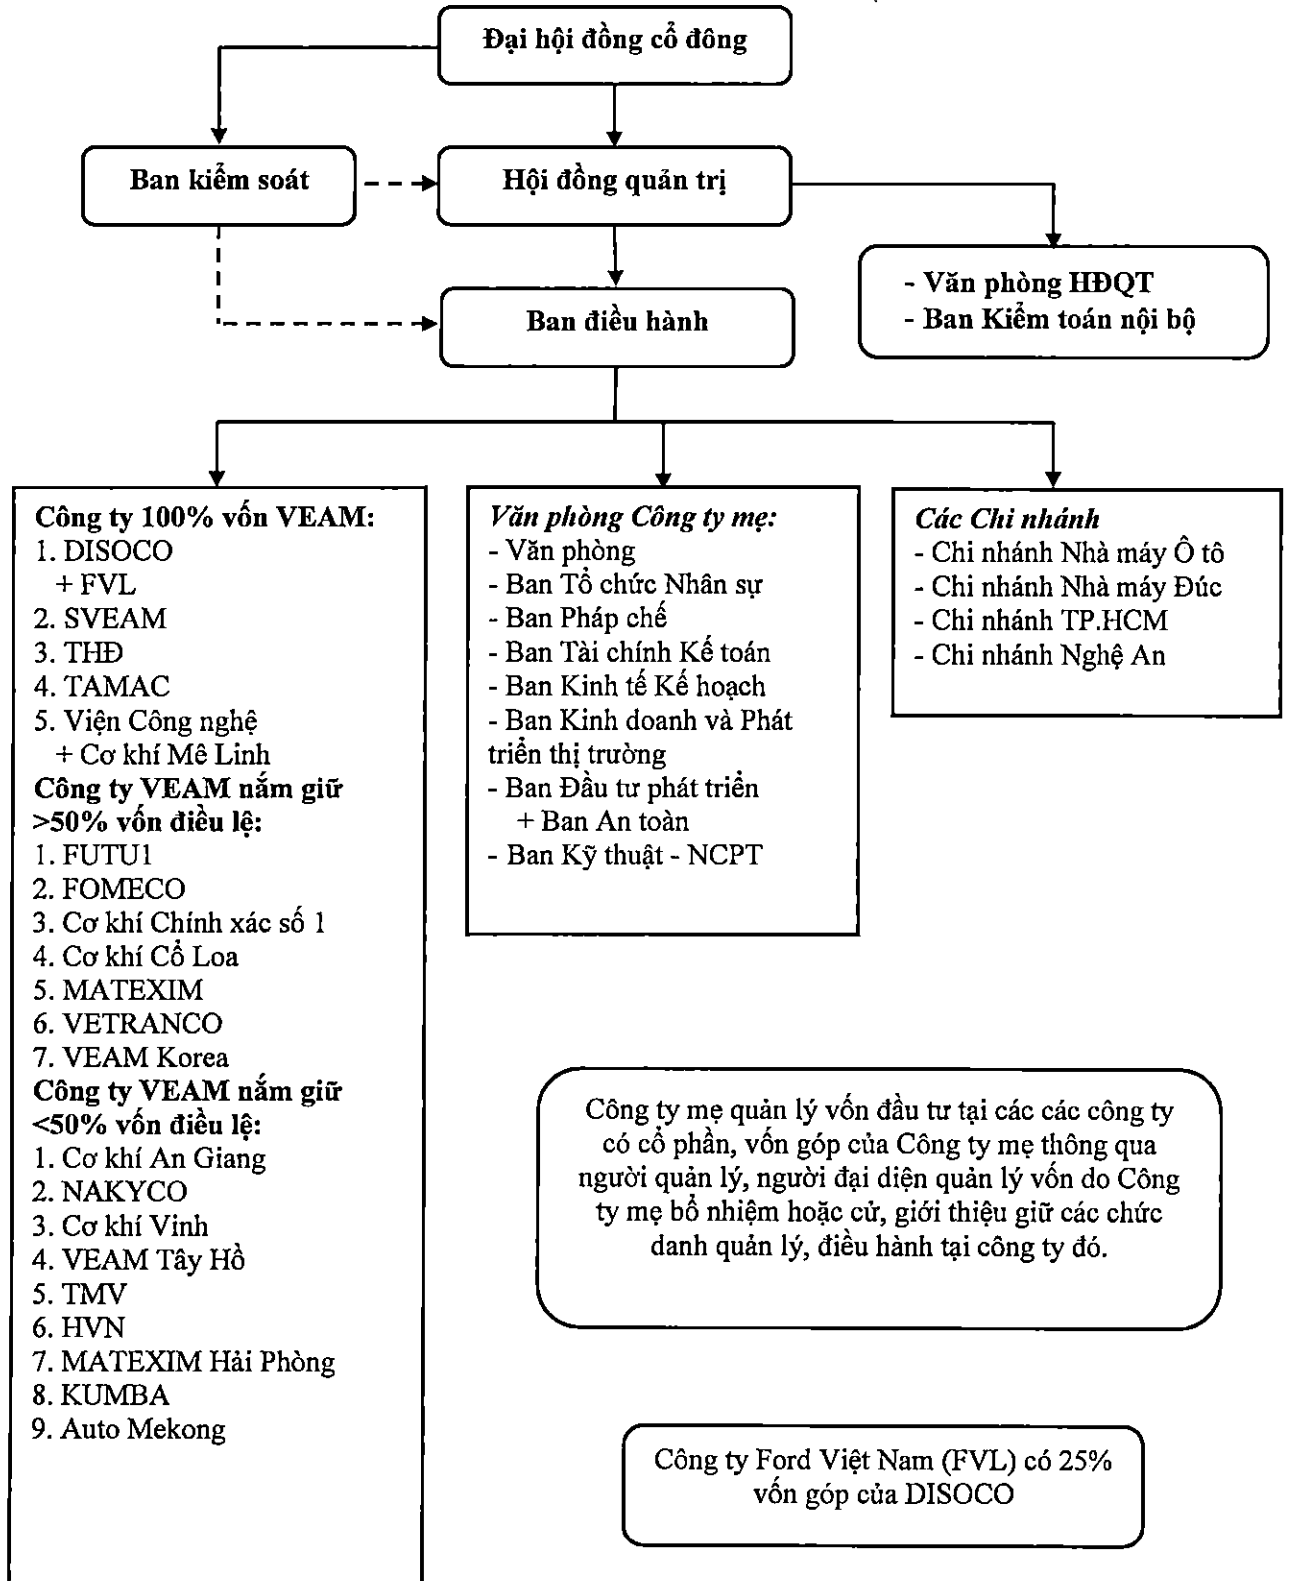 Đại hội đồng cổ đông
Ban kiểm soát
Hội đồng quản trị
- Văn phòng HĐQT
- Ban Kiểm toán nội bộ
Ban điều hành
Công ty 100% vốn VEAM:
1. DISOCO
+ FVL
2. SVEAM
3. THĐ
4. TAMAC
5. Viện Công nghệ
+ Cơ khí Mê Linh
Công ty VEAM nắm giữ
>50% vốn điều lệ:
1. FUTU1
2. FOMECO
3. Cơ khí Chính xác số 1
4. Cơ khí Cổ Loa
5. MATEXIM
6. VETRANCO
7. VEAM Korea
Công ty VEAM nắm giữ
<50% vốn điều lệ:
1. Cơ khí An Giang
2. NAKYCO
3. Cơ khí Vinh
4. VEAM Tây Hồ
5. TMV
6. HVN
7. MATEXIM Hải Phòng
8. KUMBA
9. Auto Mekong
Văn phòng Công ty mẹ:
- Văn phòng
- Ban Tổ chức Nhân sự
- Ban Pháp chế
- Ban Tài chính Kế toán
- Ban Kinh tế Kế hoạch
- Ban Kinh doanh và Phát
triển thị trường
- Ban Đầu tư phát triển
+ Ban An toàn
- Ban Kỹ thuật - NCPT
Các Chi nhánh
- Chi nhánh Nhà máy Ô tô
- Chi nhánh Nhà máy Đúc
- Chi nhánh TP.HCM
- Chi nhánh Nghệ An
Công ty mẹ quản lý vốn đầu tư tại các các công ty
có cổ phần, vốn góp của Công ty mẹ thông qua
người quản lý, người đại diện quản lý vốn do Công
ty mẹ bổ nhiệm hoặc cử, giới thiệu giữ các chức
danh quản lý, điều hành tại công ty đó.
Công ty Ford Việt Nam (FVL) có 25%
vốn góp của DISOCO